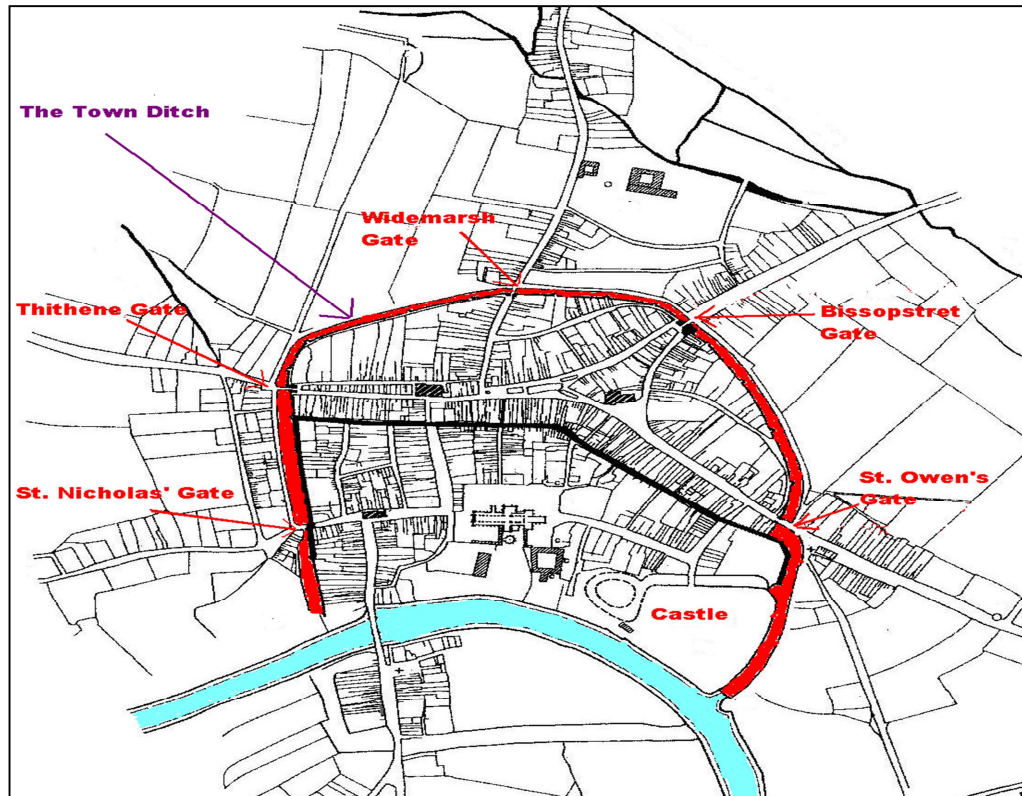 The Town Ditch
Widemarsh
Gate
Thithene Gate
Bissopstret
Gate
St. Nicholas' Gate
St. Owen's
Gate
Castle